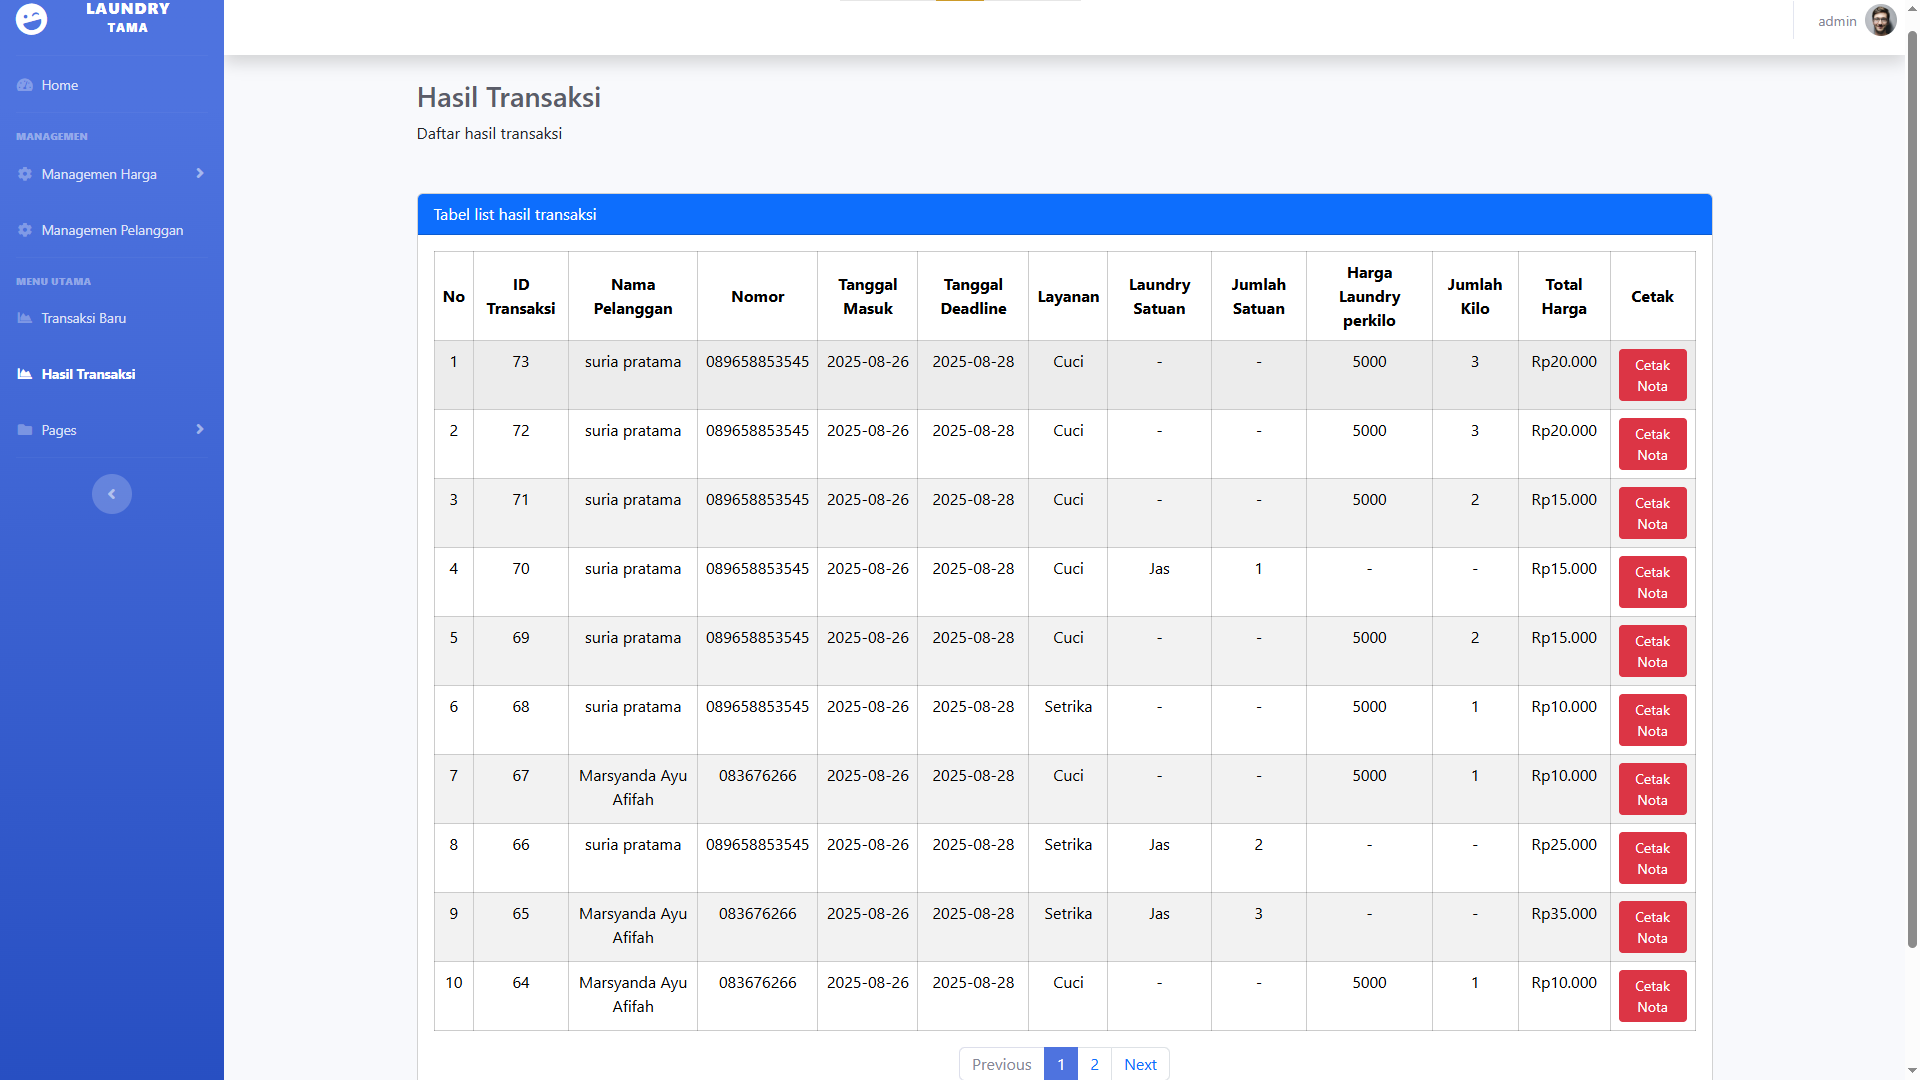 LAUNDRY
TAMA
admin
Home
MANAGEMEN
Managemen Harga
Managemen Pelanggan
MENU UTAMA
Transaksi Baru
Hasil Transaksi
Pages
Hasil Transaksi
Daftar hasil transaksi
Tabel list hasil transaksi
No ID Transaksi Nama Pelanggan Nomor Tanggal Masuk Tanggal Deadline Layanan Laundry Satuan Jumlah Satuan Harga Laundry perkilo Jumlah Kilo Total Harga Cetak
1 73 suria pratama 089658853545 2025-08-26 2025-08-28 Cuci - - 5000 3 Rp20.000 Cetak Nota
2 72 suria pratama 089658853545 2025-08-26 2025-08-28 Cuci - - 5000 3 Rp20.000 Cetak Nota
3 71 suria pratama 089658853545 2025-08-26 2025-08-28 Cuci - - 5000 2 Rp15.000 Cetak Nota
4 70 suria pratama 089658853545 2025-08-26 2025-08-28 Cuci Jas 1 - - Rp15.000 Cetak Nota
5 69 suria pratama 089658853545 2025-08-26 2025-08-28 Cuci - - 5000 2 Rp15.000 Cetak Nota
6 68 suria pratama 089658853545 2025-08-26 2025-08-28 Setrika - - 5000 1 Rp10.000 Cetak Nota
7 67 Marsyanda Ayu Afifah 083676266 2025-08-26 2025-08-28 Cuci - - 5000 1 Rp10.000 Cetak Nota
8 66 suria pratama 089658853545 2025-08-26 2025-08-28 Setrika Jas 2 - - Rp25.000 Cetak Nota
9 65 Marsyanda Ayu Afifah 083676266 2025-08-26 2025-08-28 Setrika Jas 3 - - Rp35.000 Cetak Nota
10 64 Marsyanda Ayu Afifah 083676266 2025-08-26 2025-08-28 Cuci - - 5000 1 Rp10.000 Cetak Nota
Previous 1 2 Next